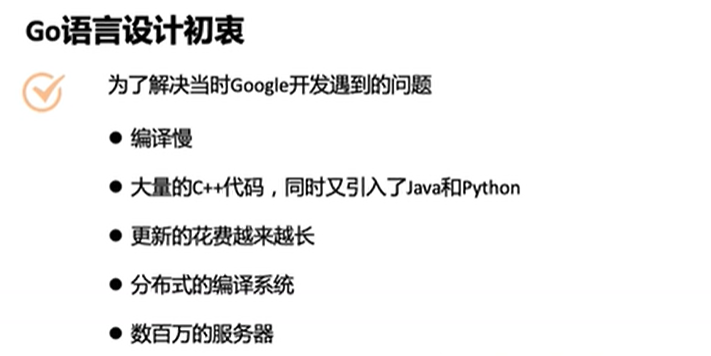 Go语言设计初衷
为了解决当时Google开发遇到的问题
● 编译慢
● 大量的C++代码，同时又引入了Java和Python
● 更新的花费越来越长
● 分布式的编译系统
● 数百万的服务器